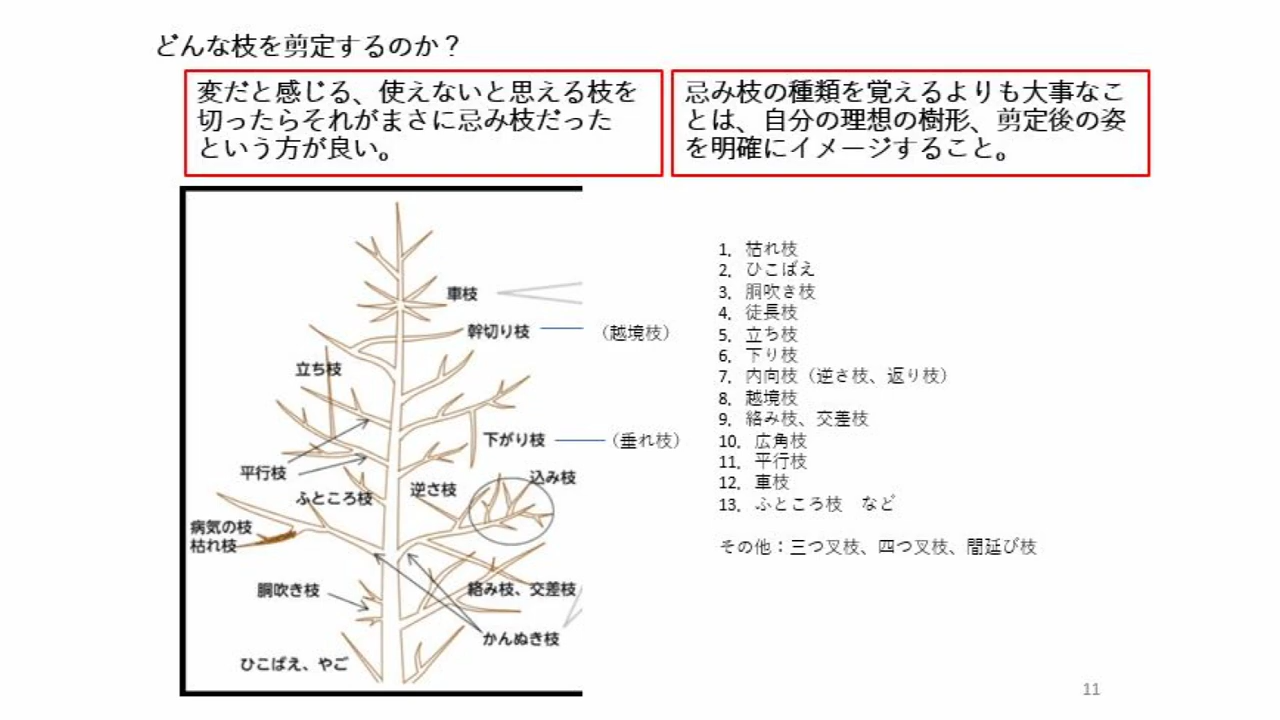 どんな枝を剪定するのか？
変だと感じる、使えないと思える枝を
切ったらそれがまさに忌み枝だった
という方が良い。
忌み枝の種類を覚えるよりも大事なこ
とは、自分の理想の樹形、剪定後の姿
を明確にイメージすること。
車枝
幹切り枝
（越境枝）
立ち枝
下がり枝
（垂れ枝）
平行枝
ふところ枝
逆さ枝
込み枝
病気の枝
枯れ枝
胴吹き枝
絡み枝、交差枝
かんぬき枝
ひこばえ、やご
1. 枯れ枝
2. ひこばえ
3. 胴吹き枝
4. 徒長枝
5. 立ち枝
6. 下り枝
7. 内向枝（逆さ枝、返り枝）
8. 越境枝
9. 絡み枝、交差枝
10. 広角枝
11. 平行枝
12. 車枝
13. ふところ枝　など
その他：三つ叉枝、四つ叉枝、間延び枝
11